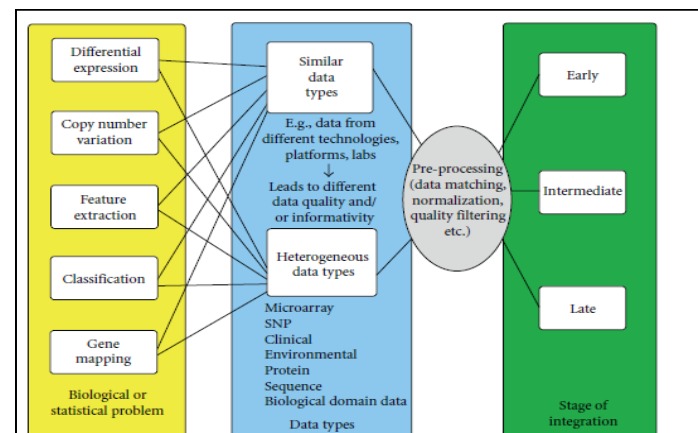 Differential
expression
Copy number
variation
Feature
extraction
Classification
Gene
mapping
Biological or
statistical problem
Similar
data
types
E.g., data from
different technologies,
platforms, labs
↓
Leads to different
data quality and/
or informativity
Heterogeneous
data types
Microarray
SNP
Clinical
Environmental
Protein
Sequence
Biological domain data
Data types
Pre-processing
(data matching,
normalization,
quality filtering
etc.)
Early
Intermediate
Late
Stage of
integration